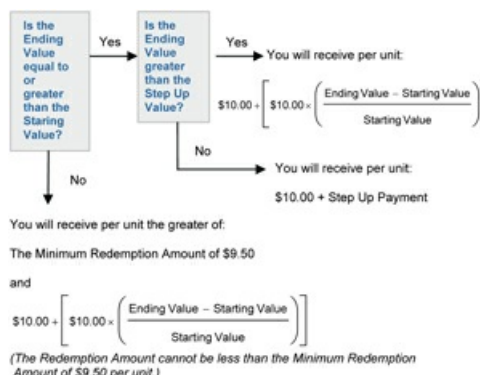 Is the
Ending
Value
equal to
or
greater
than the
Staring
Value?
Yes
Is the
Ending
Value
greater
than the
Step Up
Value?
Yes
You will receive per unit:
$10.00 + [ $10.00 × ( Ending Value – Starting Value
Starting Value )
No
You will receive per unit:
$10.00 + Step Up Payment
No
You will receive per unit the greater of:
The Minimum Redemption Amount of $9.50
and
$10.00 + [ $10.00 × ( Ending Value – Starting Value
Starting Value ) ]
(The Redemption Amount cannot be less than the Minimum Redemption
Amount of $9.50 per unit.)